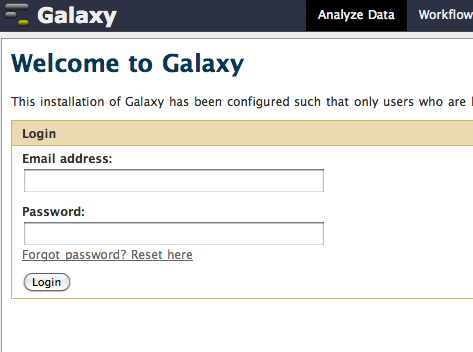 Galaxy
Analyze Data
Workflow
Welcome to Galaxy
This installation of Galaxy has been configured such that only users who are
Login
Email address:
Password:
Forgot password? Reset here
Login